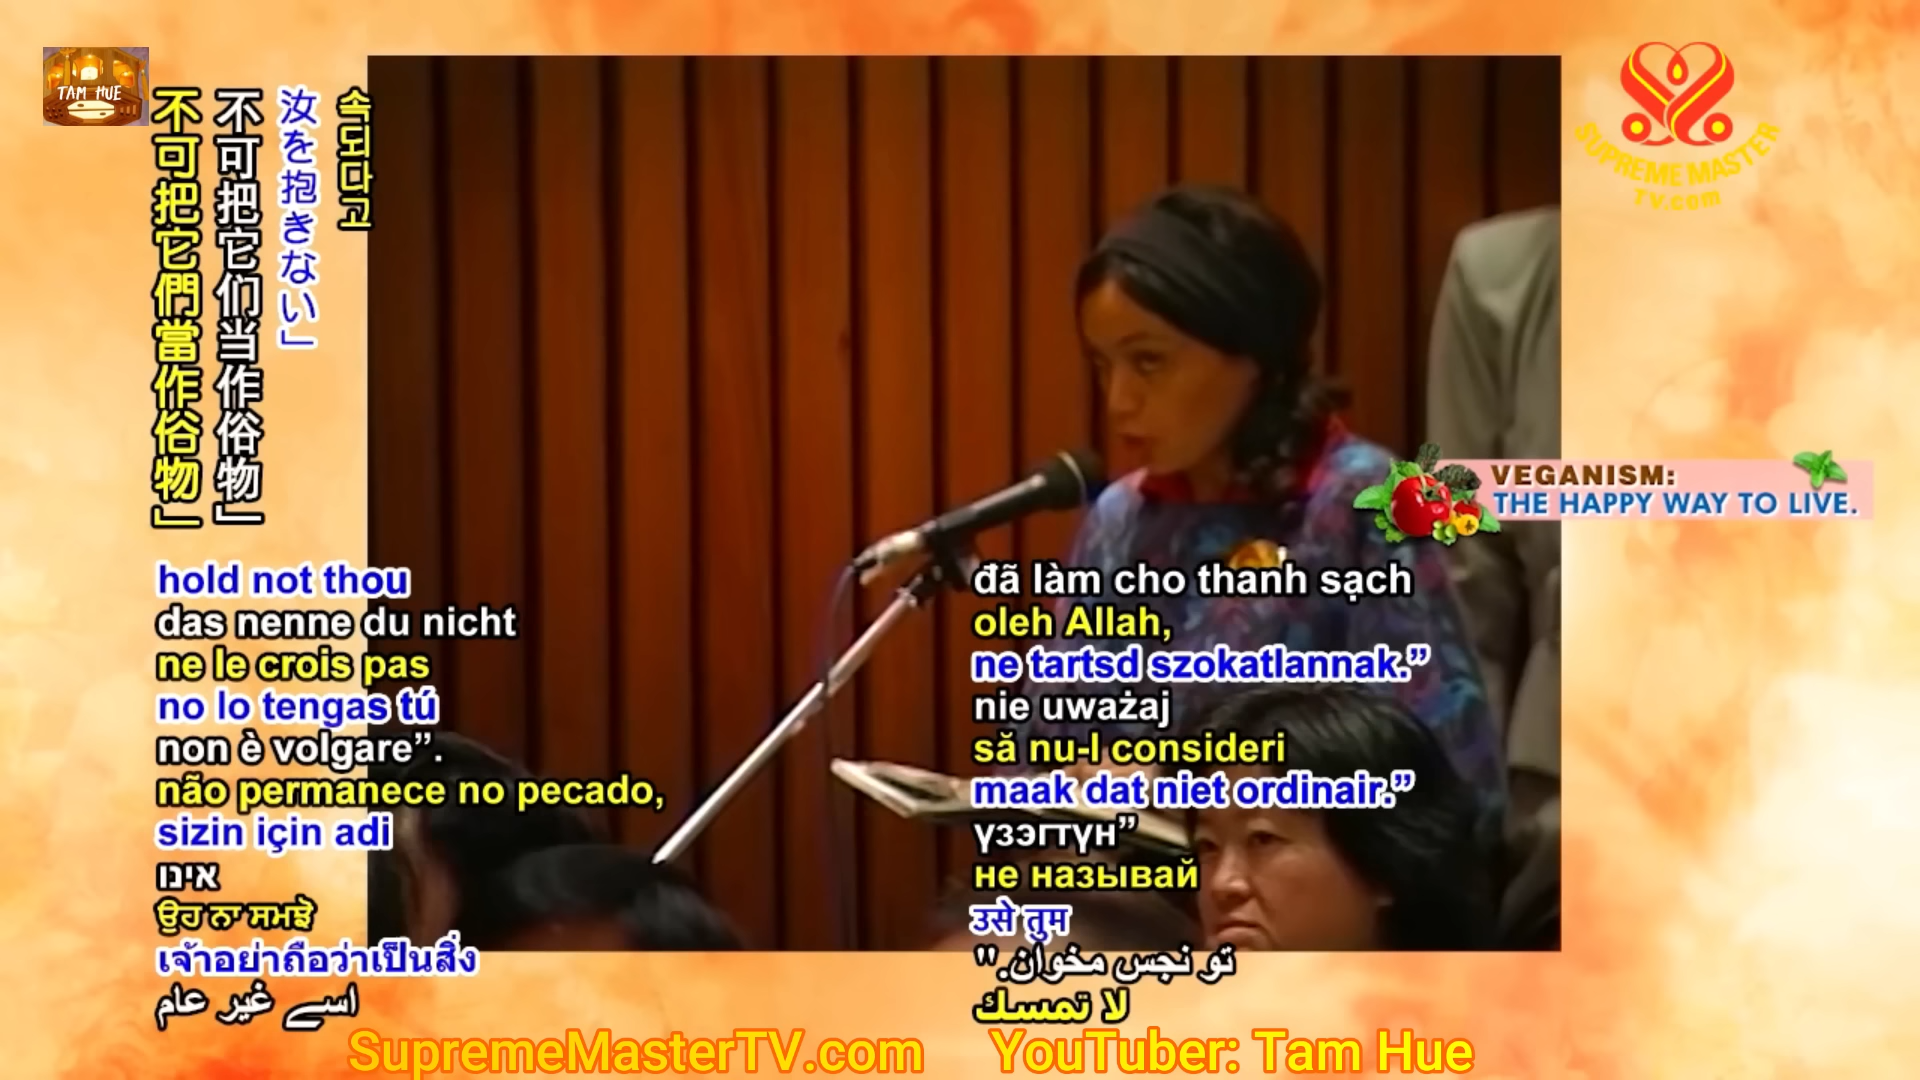 TAM HUE
不可把它們當作俗物」
不可把它们当作俗物」
汝を抱きない」
속되다고
SUPREME MASTER
TV.com
VEGANISM:
THE HAPPY WAY TO LIVE.
hold not thou
das nenne du nicht
ne le crois pas
no lo tengas tú
non è volgare”.
não permanece no pecado,
sizin için adi
אינו
ਉਹ ਨਾ ਸਮਝੋ
เจ้าอย่าถือว่าเป็นสิ่ง
اسے غیر عام
đã làm cho thanh sạch
oleh Allah,
ne tartsd szokatlannak.”
nie uważaj
să nu-l consideri
maak dat niet ordinair.”
үзэгтүн”
не называй
उसे तुम
تو نجس مخوان."
لا تمسك
SupremeMasterTV.com
YouTuber: Tam Hue